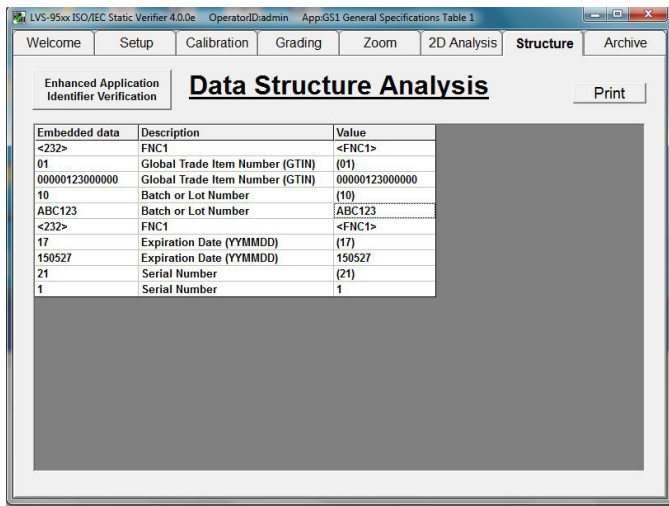 LVS-95xx ISO/IEC Static Verifier 4.0.0e OperatorID:admin App:GS1 General Specifications Table 1
Welcome Setup Calibration Grading Zoom 2D Analysis Structure Archive
Enhanced Application
Identifier Verification
Data Structure Analysis
Print
Embedded data Description Value
<232> FNC1 <FNC1>
01 Global Trade Item Number (GTIN) (01)
00000123000000 Global Trade Item Number (GTIN) 00000123000000
10 Batch or Lot Number (10)
ABC123 Batch or Lot Number ABC123
<232> FNC1 <FNC1>
17 Expiration Date (YYMMDD) (17)
150527 Expiration Date (YYMMDD) 150527
21 Serial Number (21)
1 Serial Number 1